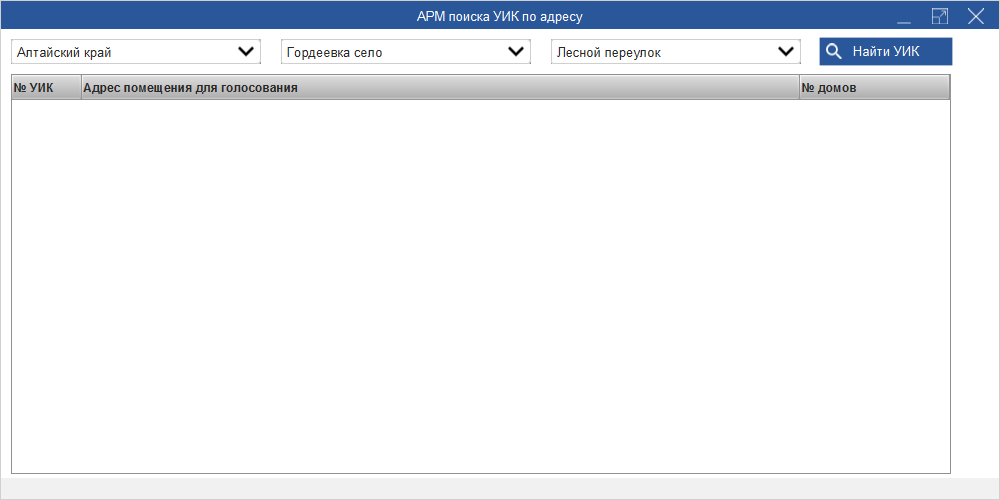 АРМ поиска УИК по адресу
Алтайский край Гордеевка село Лесной переулок Найти УИК
№ УИК Адрес помещения для голосования № домов